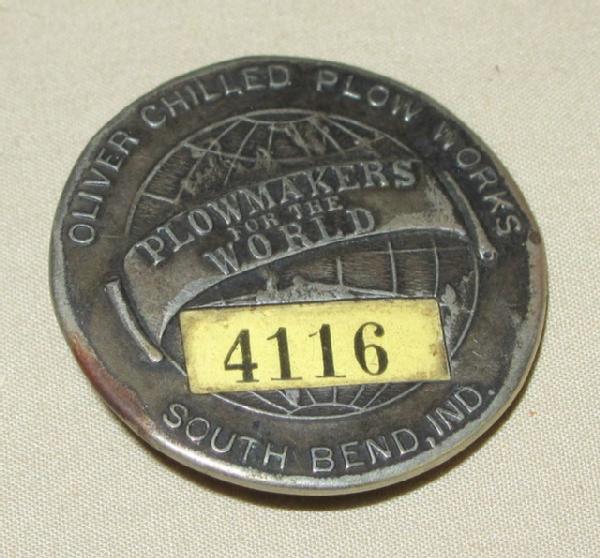 OLIVER CHILLED PLOW WORKS
PLOWMAKERS
FOR THE
WORLD
4116
SOUTH BEND, IND.